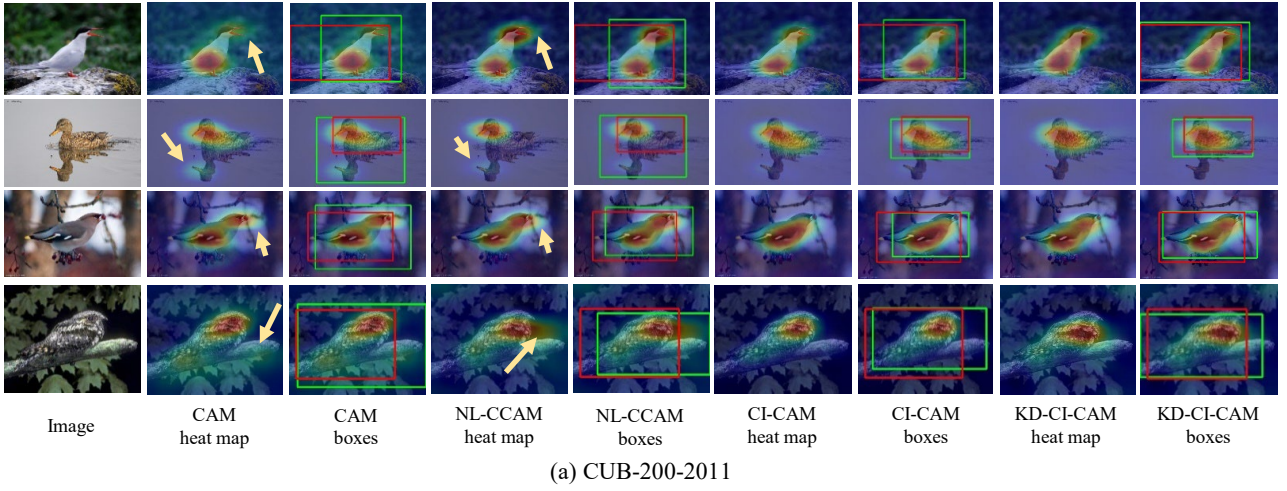 Image
CAM
heat map
CAM
boxes
NL-CCAM
heat map
NL-CCAM
boxes
CI-CAM
heat map
CI-CAM
boxes
KD-CI-CAM
heat map
KD-CI-CAM
boxes
(a) CUB-200-2011